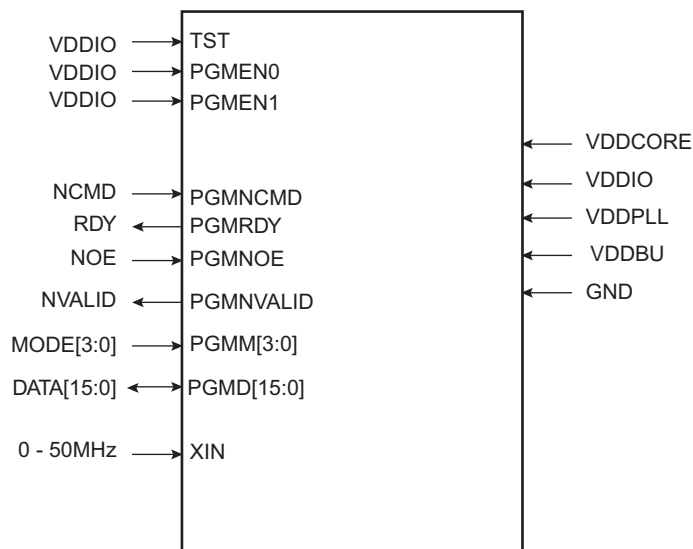 VDDIO TST
VDDIO PGMEN0
VDDIO PGMEN1
VDDCORE
VDDIO
NCMD PGMNCMD
RDY PGMRDY
VDDPLL
NOE PGMNOE
VDDBU
NVALID PGMNVALID
GND
MODE[3:0] PGMM[3:0]
DATA[15:0] PGMD[15:0]
0 - 50MHz XIN